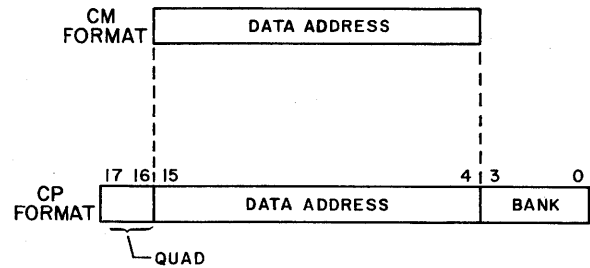 CM
FORMAT
DATA ADDRESS
17 16 15 4 3 0
CP
FORMAT
DATA ADDRESS
BANK
QUAD